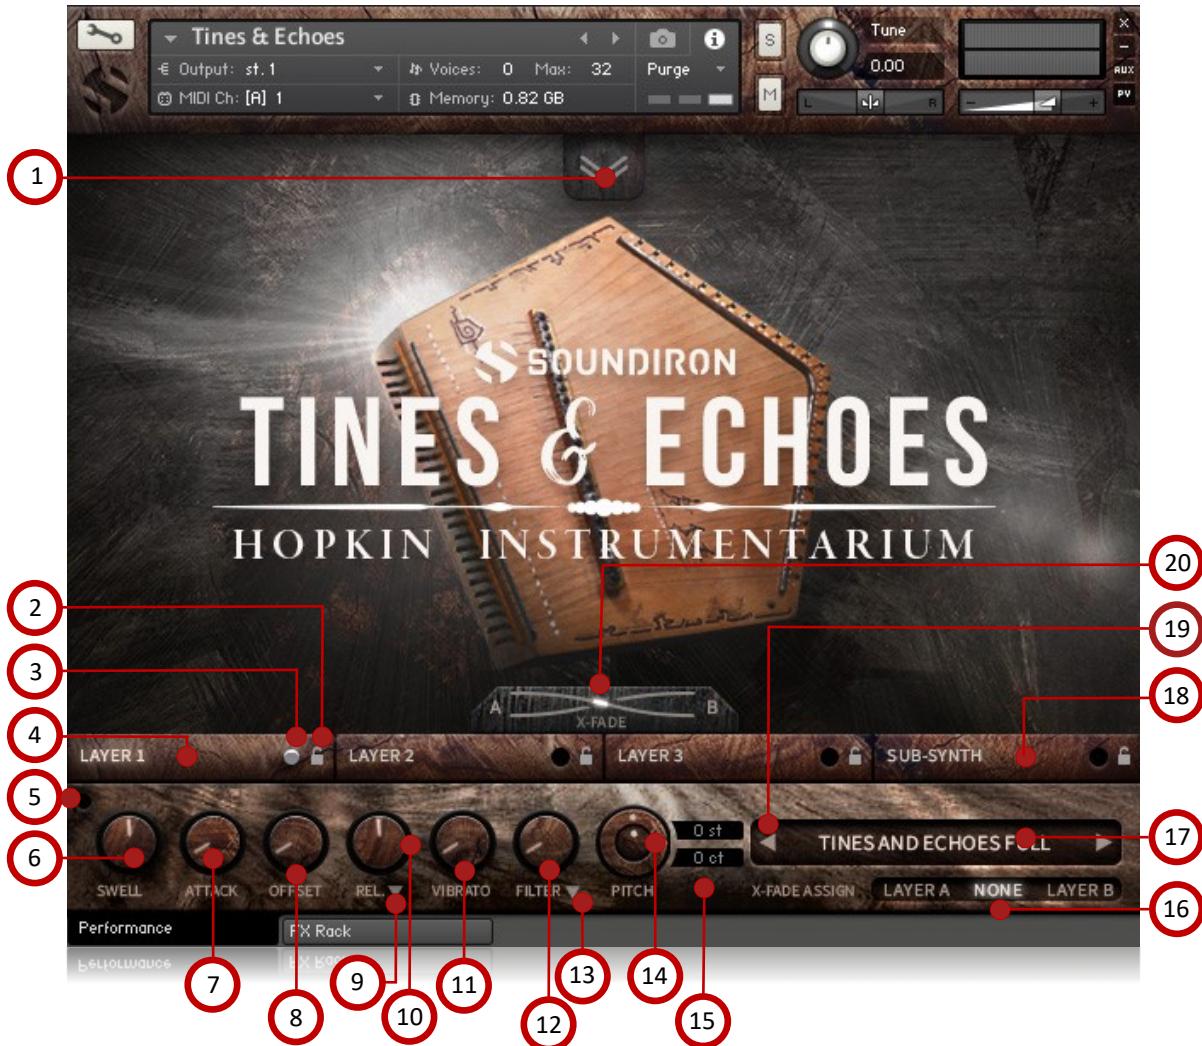 Tines & Echoes
Output: st.1
Voices: 0 Max: 32
Purge
MIDI Ch: [A] 1
Memory: 0.82 GB
S
M
Tune
0.00
L R
- +
X
-
AUX
PV
1
SOUNDIRON
TINES & ECHOES
HOPKIN INSTRUMENTARIUM
20
2
19
3
A B
X-FADE
18
4
LAYER 1
LAYER 2
LAYER 3
SUB-SYNTH
5
0 st
TINES AND ECHOES FULL
17
6
0 ct
SWELL
ATTACK
OFFSET
REL.
VIBRATO
FILTER
PITCH
X-FADE ASSIGN
LAYER A
NONE
LAYER B
16
Performance
FX Rack
Performance
FX Rack
7
8
9
10
11
12
13
14
15